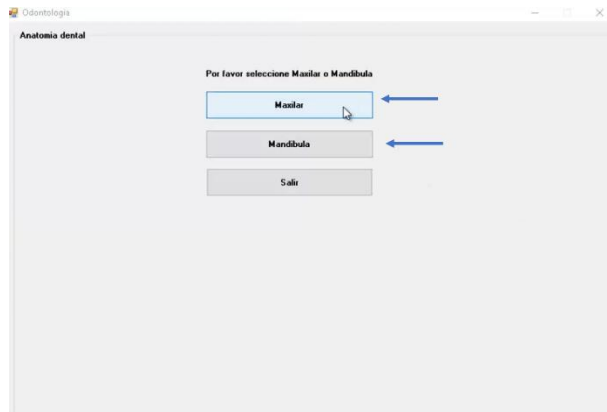 Odontologia
Anatomia dental
Por favor seleccione Maxilar o Mandibula
Maxilar
Mandibula
Salir